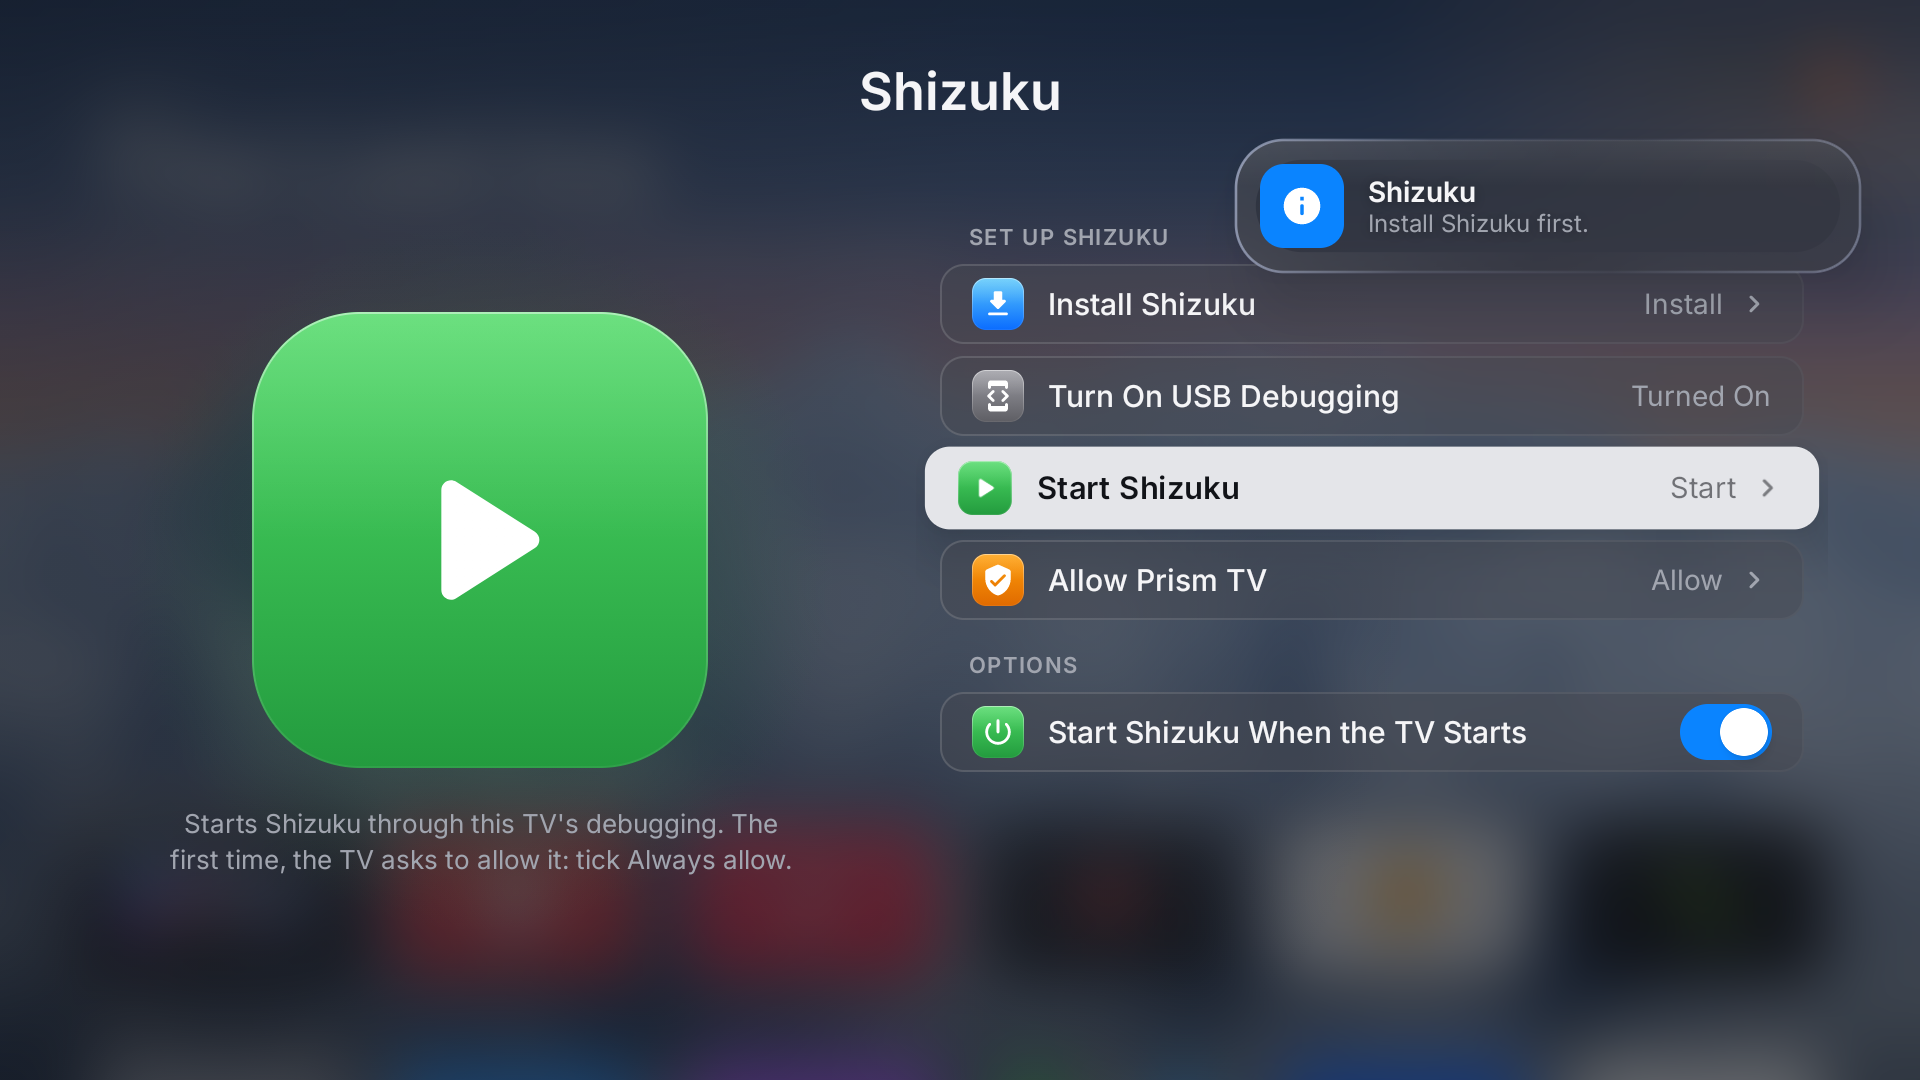 Shizuku
Shizuku
Install Shizuku first.
SET UP SHIZUKU
Install Shizuku Install
Turn On USB Debugging Turned On
Start Shizuku Start
Allow Prism TV Allow
OPTIONS
Start Shizuku When the TV Starts
Starts Shizuku through this TV's debugging. The
first time, the TV asks to allow it: tick Always allow.